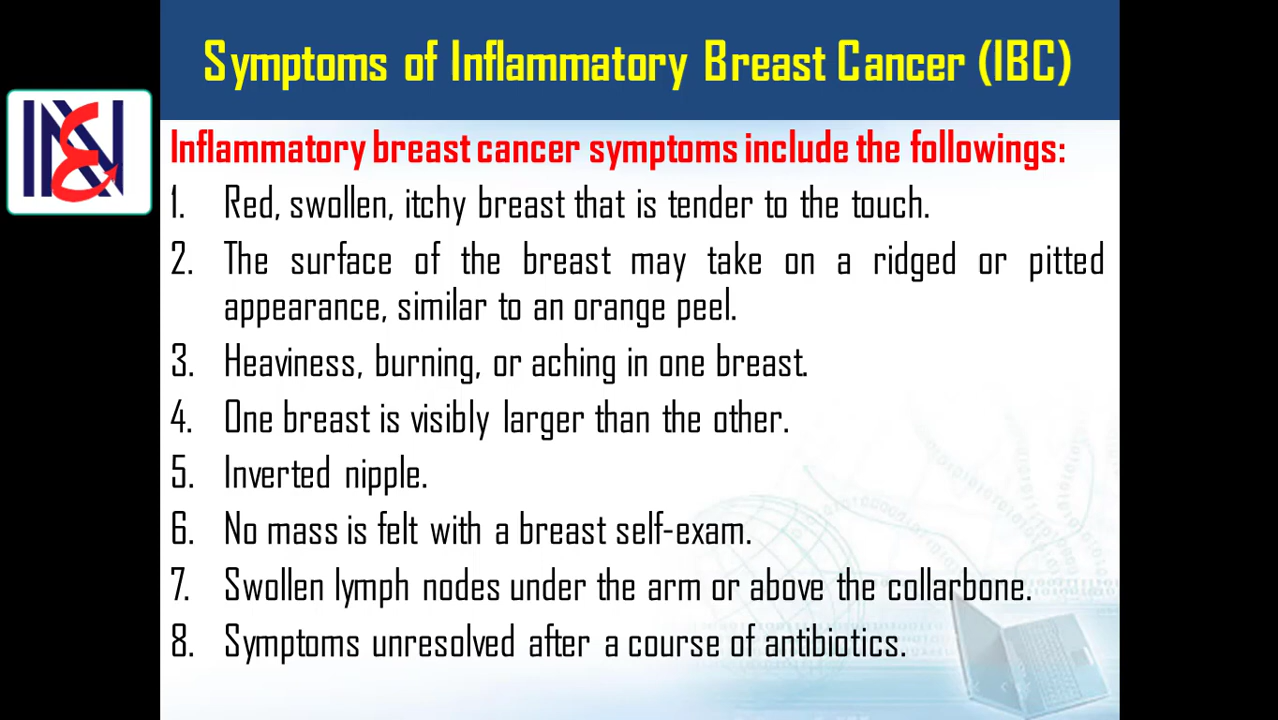 Symptoms of Inflammatory Breast Cancer (IBC)
Inflammatory breast cancer symptoms include the followings:
1. Red, swollen, itchy breast that is tender to the touch.
2. The surface of the breast may take on a ridged or pitted
appearance, similar to an orange peel.
3. Heaviness, burning, or aching in one breast.
4. One breast is visibly larger than the other.
5. Inverted nipple.
6. No mass is felt with a breast self-exam.
7. Swollen lymph nodes under the arm or above the collarbone.
8. Symptoms unresolved after a course of antibiotics.